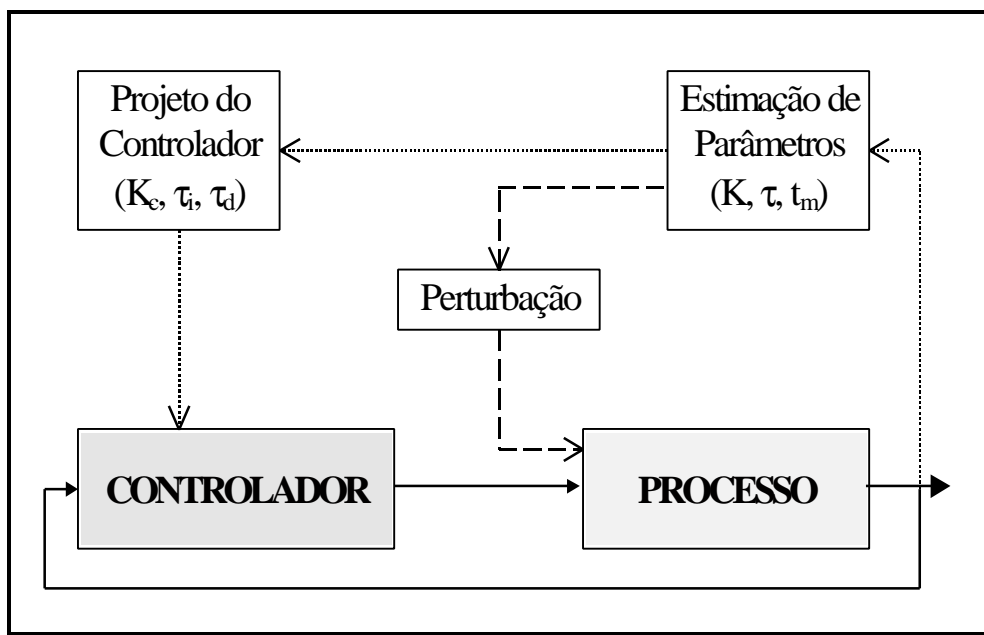 Projeto do
Controlador
(Kc, τi, τd)
Estimação de
Parâmetros
(K, τ, tm)
Perturbação
CONTROLADOR
PROCESSO